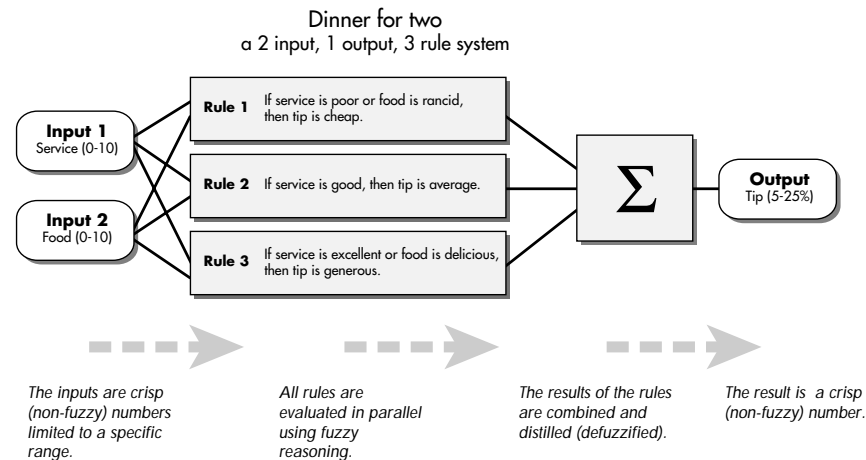 Dinner for two
a 2 input, 1 output, 3 rule system
Input 1
Service (0-10)
Input 2
Food (0-10)
Rule 1 If service is poor or food is rancid,
then tip is cheap.
Rule 2 If service is good, then tip is average.
Rule 3 If service is excellent or food is delicious,
then tip is generous.
Σ
Output
Tip (5-25%)
The inputs are crisp
(non-fuzzy) numbers
limited to a specific
range.
All rules are
evaluated in parallel
using fuzzy
reasoning.
The results of the rules
are combined and
distilled (defuzzified).
The result is a crisp
(non-fuzzy) number.